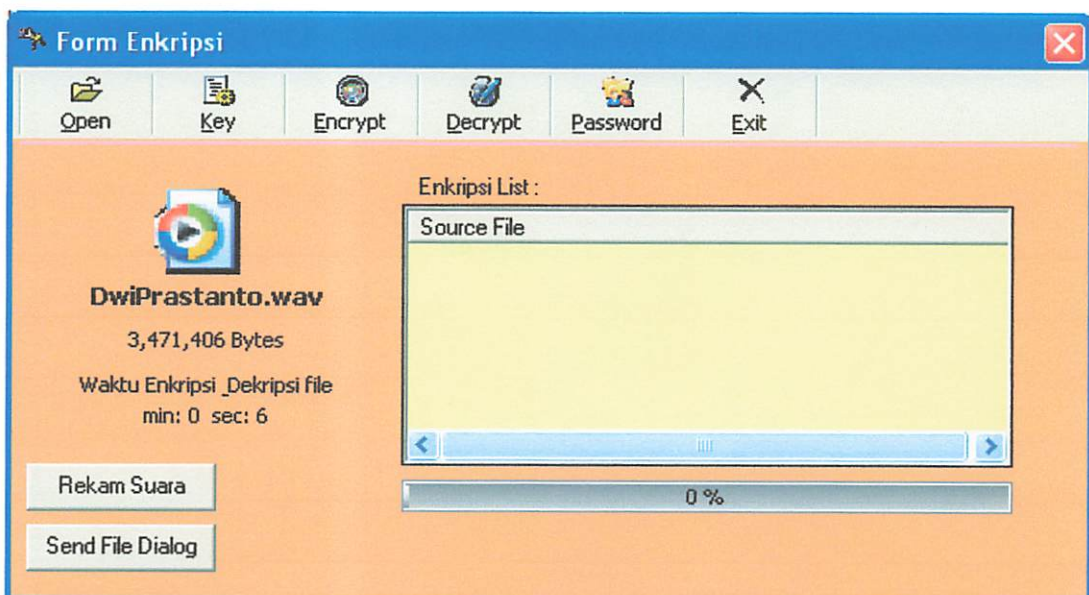 Form Enkripsi
Open Key Encrypt Decrypt Password Exit
Enkripsi List :
Source File
DwiPrastanto.wav
3,471,406 Bytes
Waktu Enkripsi _Dekripsi file
min: 0 sec: 6
Rekam Suara
0 %
Send File Dialog